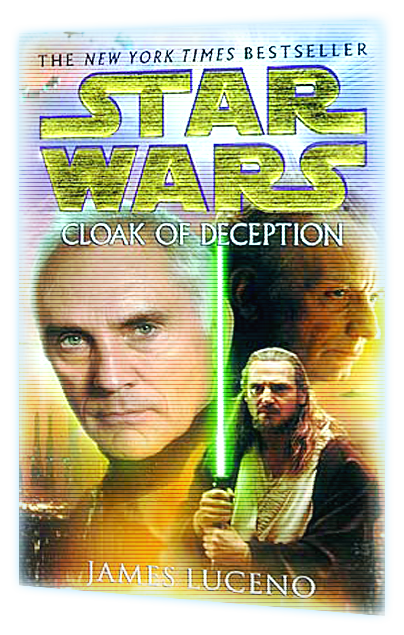 THE NEW YORK TIMES BESTSELLER
STAR
WARS
CLOAK OF DECEPTION
JAMES LUCENO